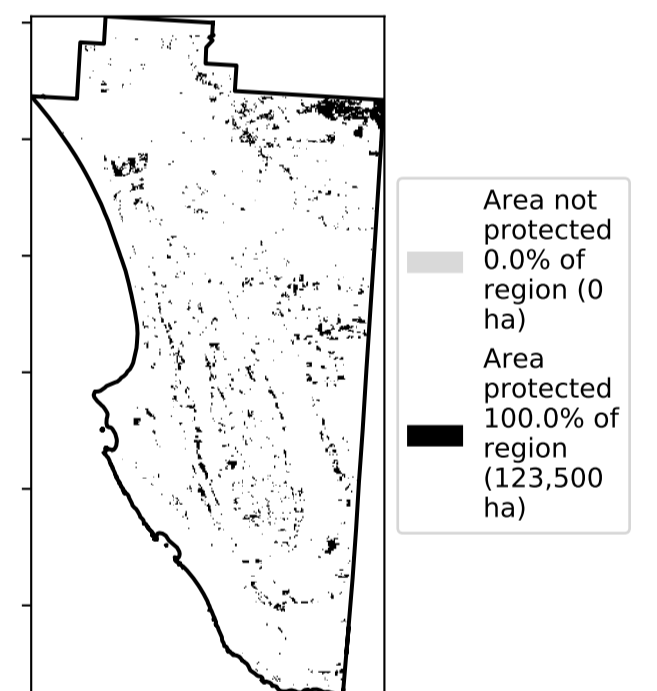 Area not
protected
0.0% of
region (0
ha)
Area
protected
100.0% of
region
(123,500
ha)